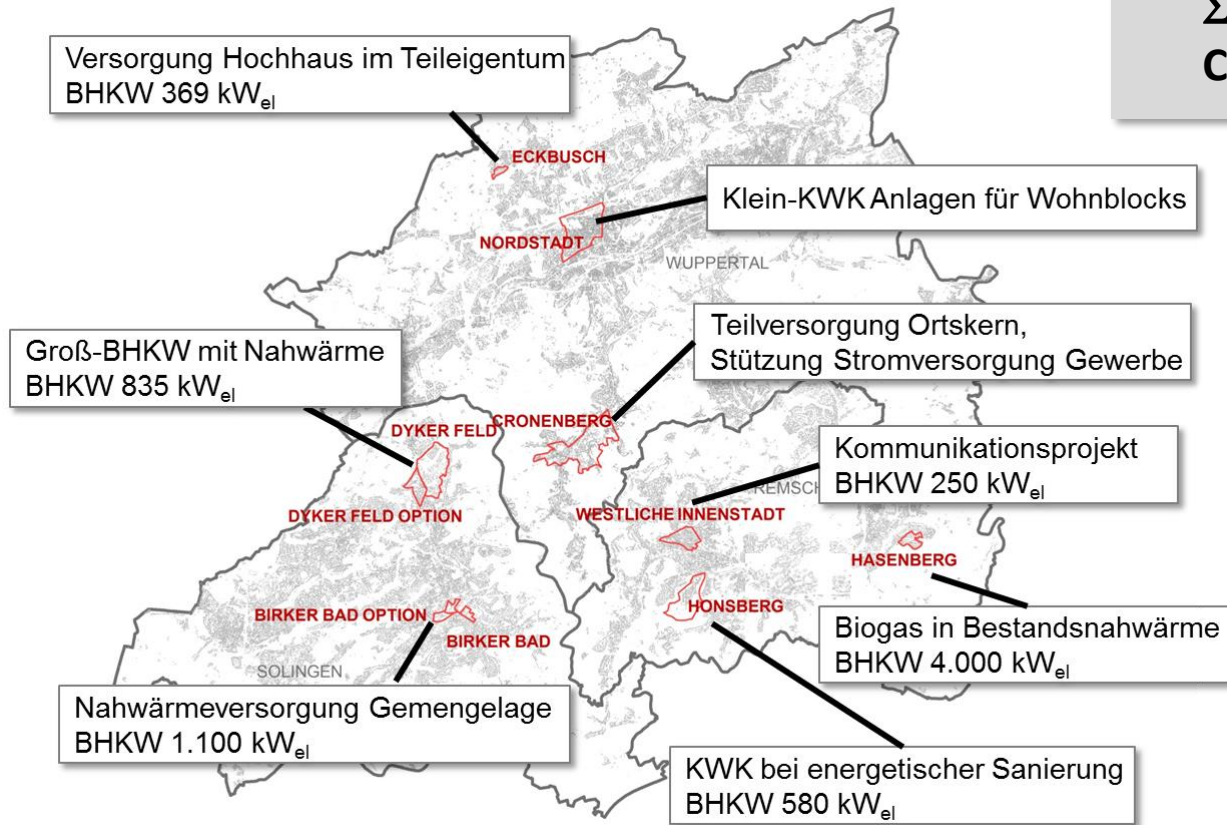 Σ
C
Versorgung Hochhaus im Teileigentum
BHKW 369 kWel
ECKBUSCH
Klein-KWK Anlagen für Wohnblocks
NORDSTADT
WUPPERTAL
Teilversorgung Ortskern,
Stützung Stromversorgung Gewerbe
Groß-BHKW mit Nahwärme
BHKW 835 kWel
CRONENBERG
DYKER FELD
Kommunikationsprojekt
BHKW 250 kWel
REMSCH
DYKER FELD OPTION
WESTLICHE INNENSTADT
HASENBERG
BIRKER BAD OPTION
HONSBERG
BIRKER BAD
Biogas in Bestandsnahwärme
BHKW 4.000 kWel
SOLINGEN
Nahwärmeversorgung Gemengelage
BHKW 1.100 kWel
KWK bei energetischer Sanierung
BHKW 580 kWel